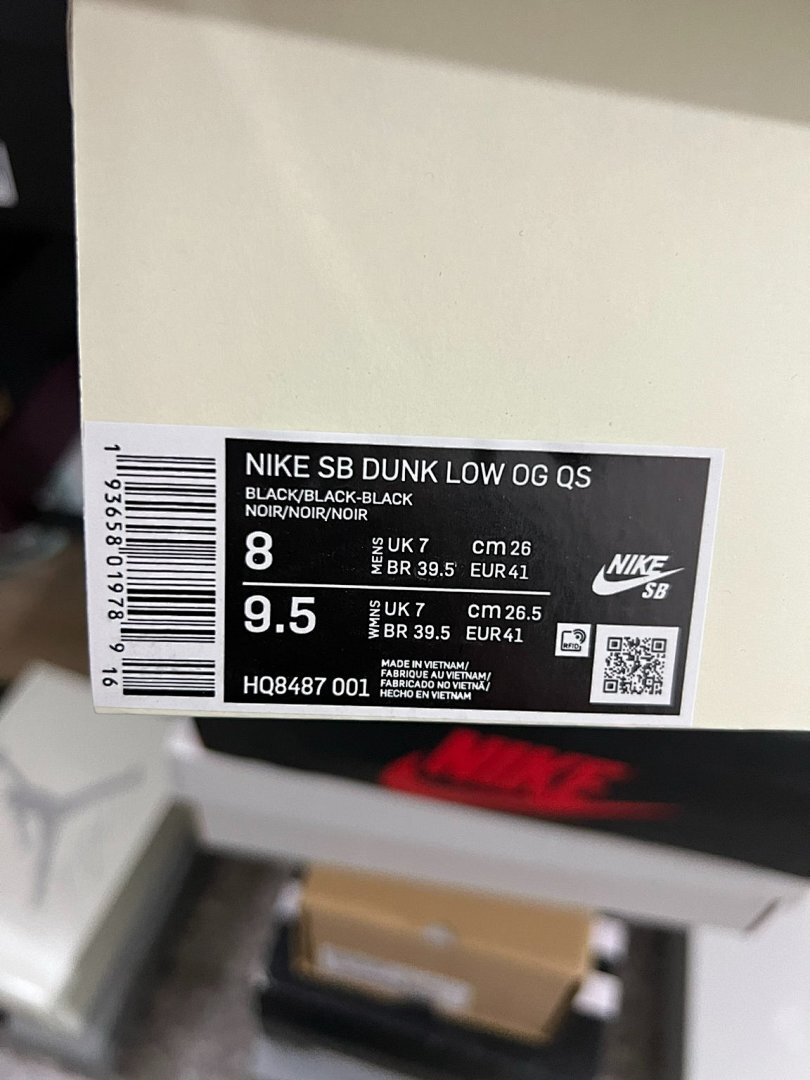 NIKE SB DUNK LOW OG QS
BLACK/BLACK-BLACK
NOIR/NOIR/NOIR
8 MENS UK 7 cm 26
BR 39.5 EUR 41
9.5 WMNS UK 7 cm 26.5
BR 39.5 EUR 41
HQ8487 001
MADE IN VIETNAM/
FABRIQUE AU VIETNAM/
FABRICADO NO VIETNÃ/
HECHO EN VIETNAM
NIKE
SB
RFID
1 93658 01978 9 16
NIKE